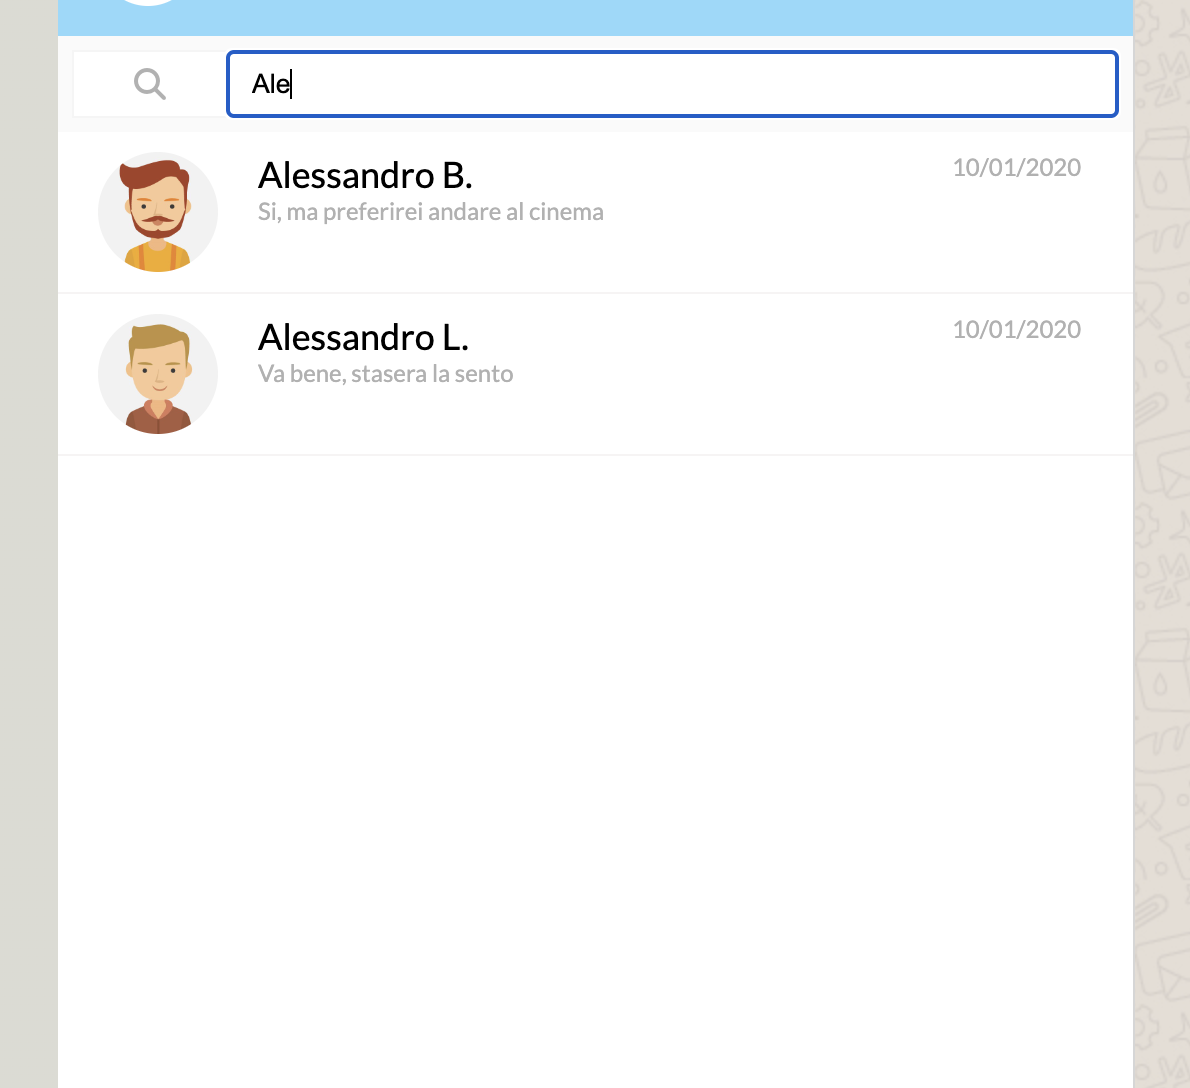 Ale
Alessandro B.
10/01/2020
Si, ma preferirei andare al cinema
Alessandro L.
10/01/2020
Va bene, stasera la sento